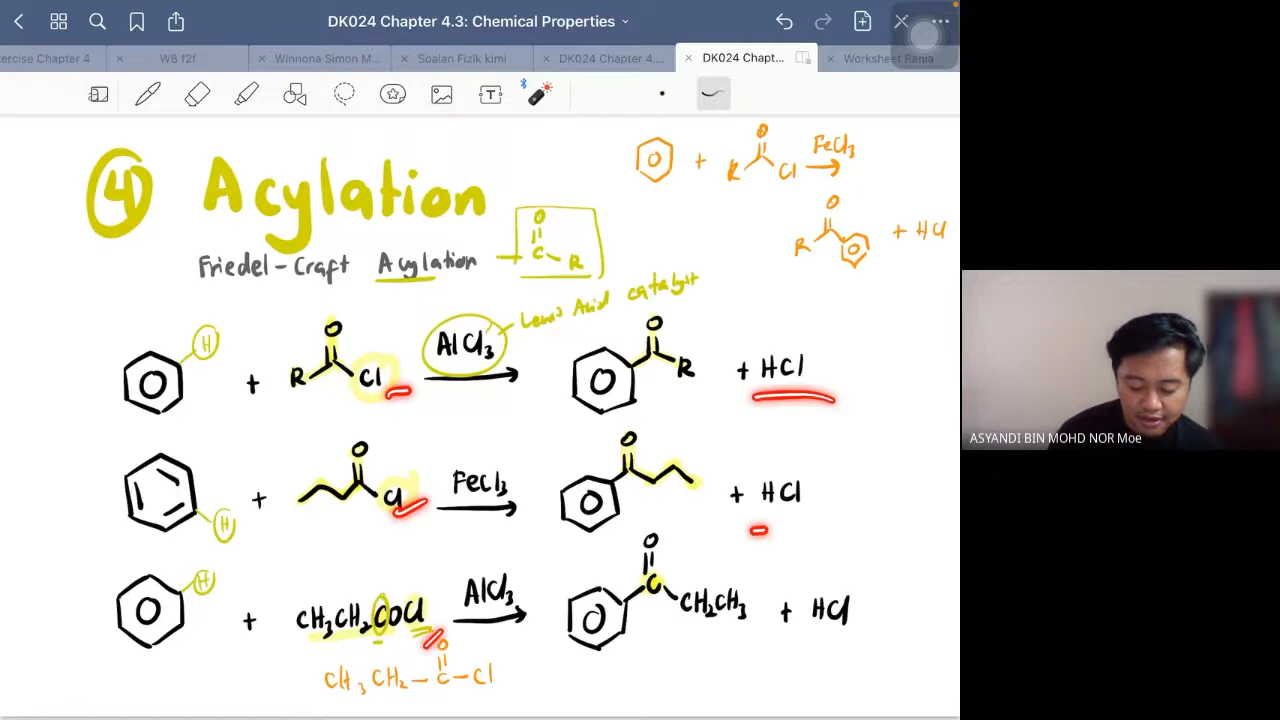 DK024 Chapter 4.3: Chemical Properties
ercise Chapter 4
W8 f2f
Winnona Simon M...
Soalan Fizik kimi
DK024 Chapter 4....
DK024 Chapt...
Worksheet Rania
T
O
+ R Cl FeCl3
O
R + HCl
4 Acylation
Friedel-Craft Acylation
O
C R
AlCl3 Lewis Acid catalyst
H + R O Cl AlCl3 O R + HCl
H + O Cl FeCl3 O + HCl
H + CH3CH2COCl AlCl3 O C CH2CH3 + HCl
O
CH3 CH2 - C - Cl
ASYANDI BIN MOHD NOR Moe